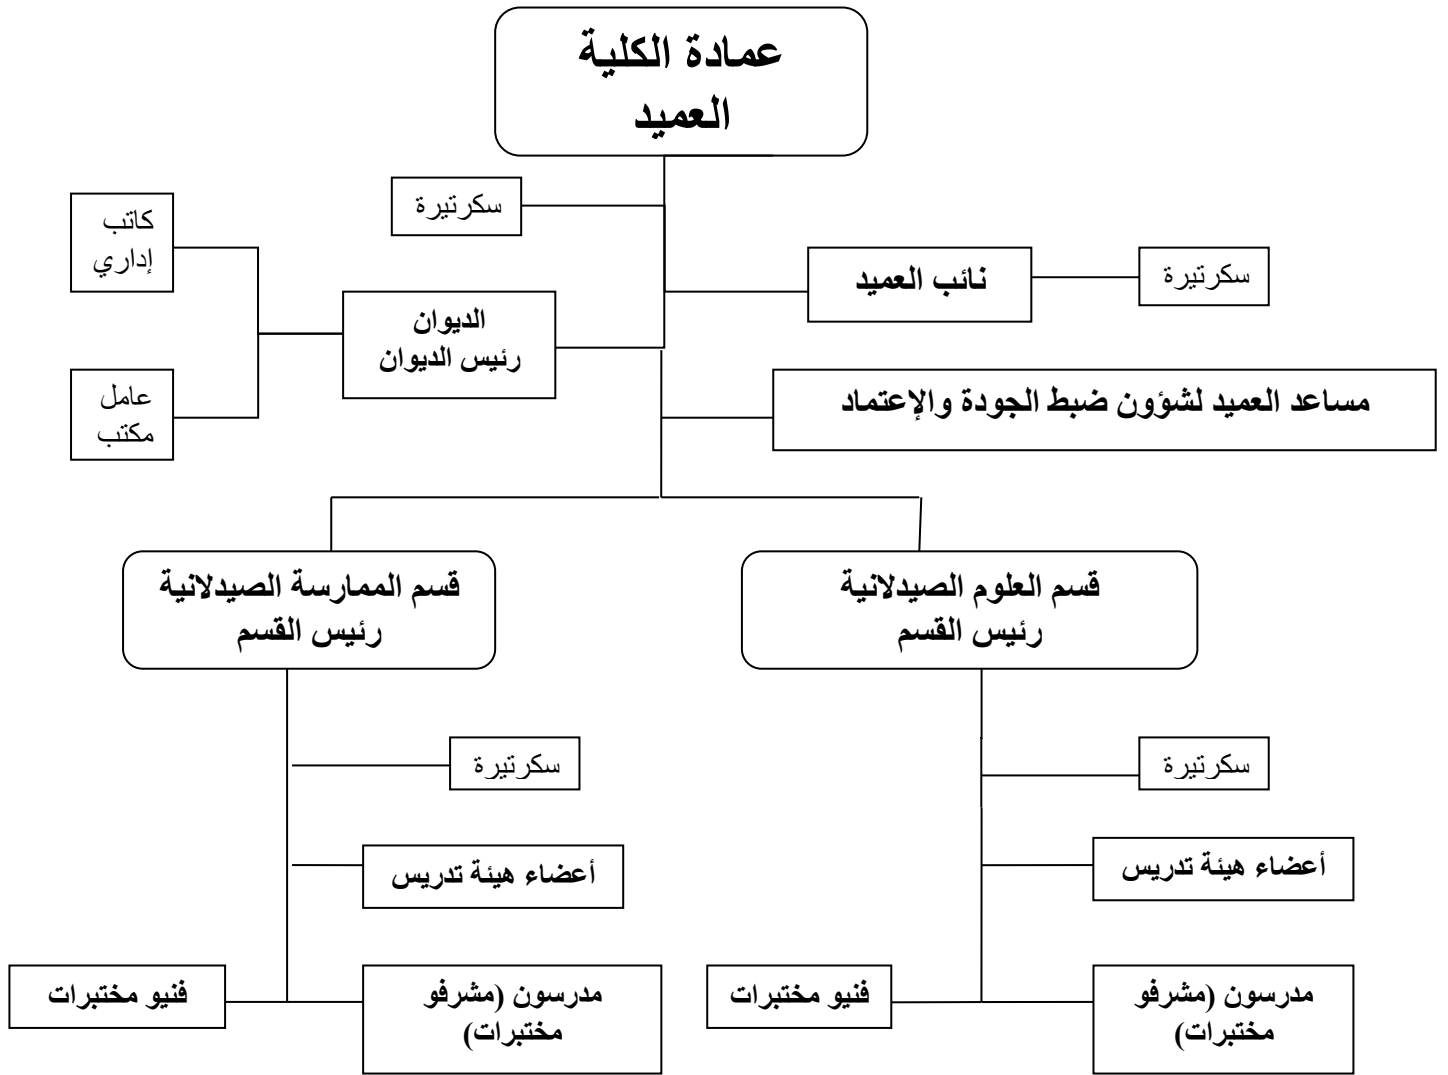 عمادة الكلية
العميد
سكرتيرة
كاتب
إداري
نائب العميد
سكرتيرة
الديوان
رئيس الديوان
عامل
مكتب
مساعد العميد لشؤون ضبط الجودة والإعتماد
قسم العلوم الصيدلانية
رئيس القسم
قسم الممارسة الصيدلانية
رئيس القسم
سكرتيرة
سكرتيرة
أعضاء هيئة تدريس
أعضاء هيئة تدريس
مدرسون (مشرفو
مختبرات)
فنيو مختبرات
مدرسون (مشرفو
مختبرات)
فنيو مختبرات